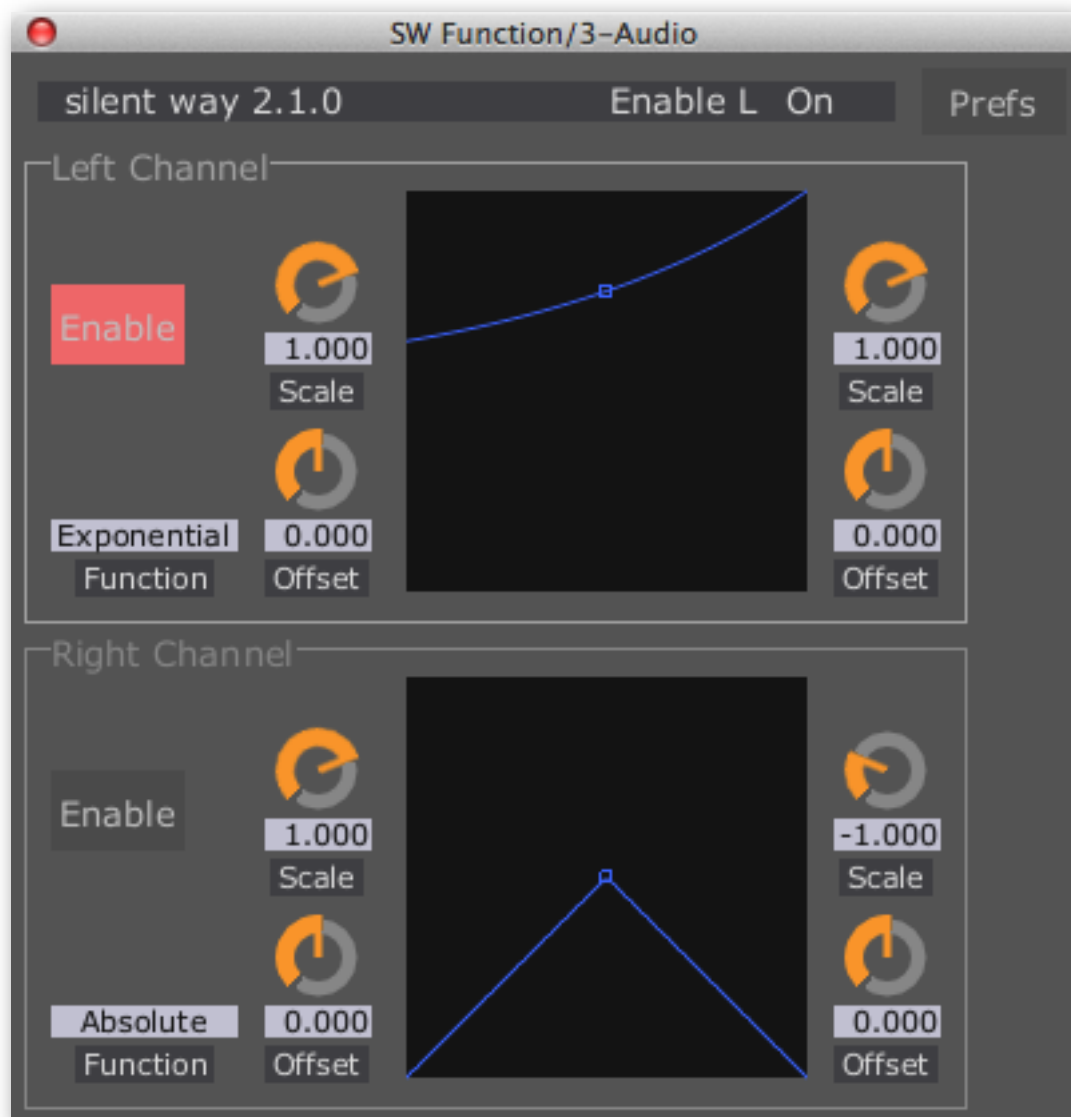 SW Function/3-Audio
silent way 2.1.0 Enable L On Prefs
Left Channel
Enable 1.000 1.000
Scale Scale
Exponential 0.000 0.000
Function Offset Offset
Right Channel
Enable 1.000 -1.000
Scale Scale
Absolute 0.000 0.000
Function Offset Offset